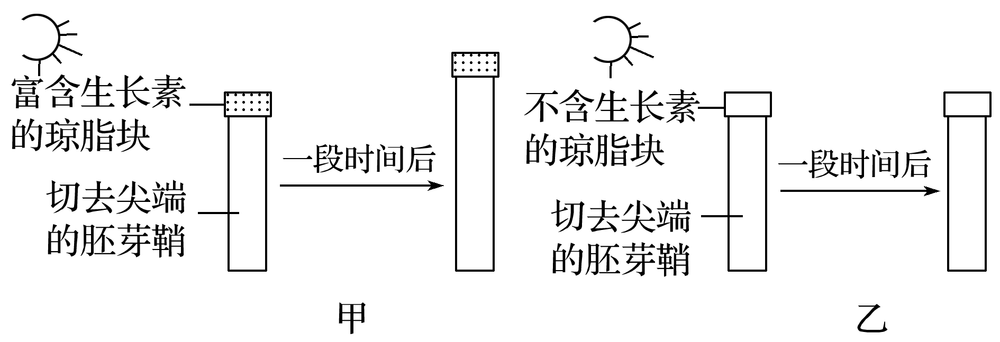 富含生长素
的琼脂块
切去尖端
的胚芽鞘
一段时间后
甲
不含生长素
的琼脂块
切去尖端
的胚芽鞘
一段时间后
乙